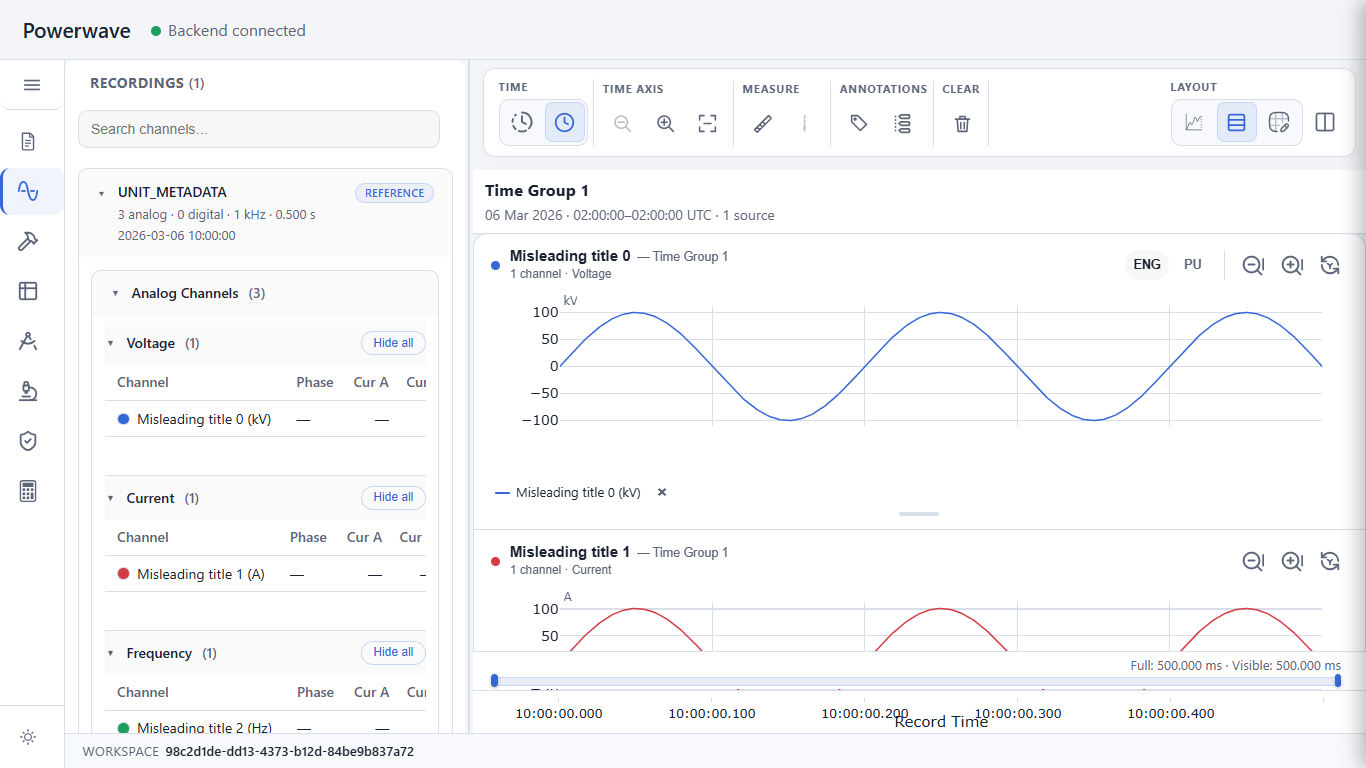 Powerwave
Backend connected
RECORDINGS (1)
Search channels...
UNIT_METADATA
REFERENCE
3 analog · 0 digital · 1 kHz · 0.500 s
2026-03-06 10:00:00
Analog Channels (3)
Voltage (1)
Hide all
Channel Phase Cur A Cur
Misleading title 0 (kV) — —
Current (1)
Hide all
Channel Phase Cur A Cur
Misleading title 1 (A) — — –
Frequency (1)
Hide all
Channel Phase Cur A Cur
Misleading title 2 (Hz) — —
TIME
TIME AXIS
MEASURE
ANNOTATIONS
CLEAR
LAYOUT
Time Group 1
06 Mar 2026 · 02:00:00–02:00:00 UTC · 1 source
Misleading title 0 — Time Group 1
1 channel · Voltage
ENG PU
kV
100
50
0
−50
−100
Misleading title 0 (kV) ×
Misleading title 1 — Time Group 1
1 channel · Current
A
100
50
Full: 500.000 ms · Visible: 500.000 ms
10:00:00.000 10:00:00.100 10:00:00.200 10:00:00.300 10:00:00.400
Record Time
WORKSPACE 98c2d1de-dd13-4373-b12d-84be9b837a72